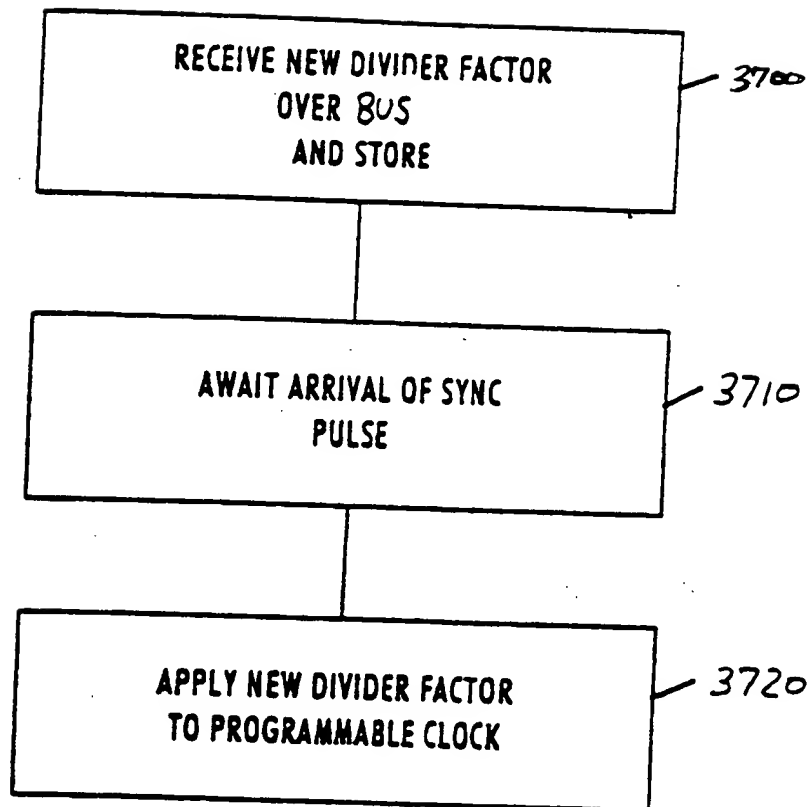 RECEIVE NEW DIVIDER FACTOR
OVER BUS
AND STORE
3700
AWAIT ARRIVAL OF SYNC
PULSE
3710
APPLY NEW DIVIDER FACTOR
TO PROGRAMMABLE CLOCK
3720